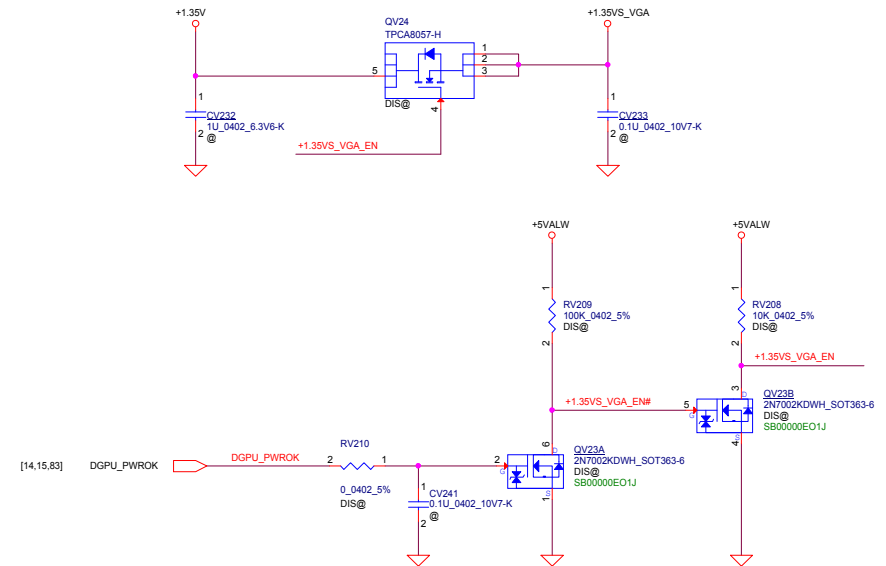 +1.35V
+1.35VS_VGA
QV24
TPCA8057-H
1
2
3
5
4
DIS@
1
CV232
1U_0402_6.3V6-K
2
@
1
CV233
0.1U_0402_10V7-K
2
@
+1.35VS_VGA_EN
+5VALW
+5VALW
1
RV209
100K_0402_5%
DIS@
2
1
RV208
10K_0402_5%
DIS@
2
+1.35VS_VGA_EN
+1.35VS_VGA_EN#
5
3
D
G
S
4
QV23B
2N7002KDWH_SOT363-6
DIS@
SB00000EO1J
[14,15,83]
DGPU_PWROK
DGPU_PWROK
2
RV210
1
0_0402_5%
DIS@
1
CV241
0.1U_0402_10V7-K
2
@
2
6
D
G
S
1
QV23A
2N7002KDWH_SOT363-6
DIS@
SB00000EO1J